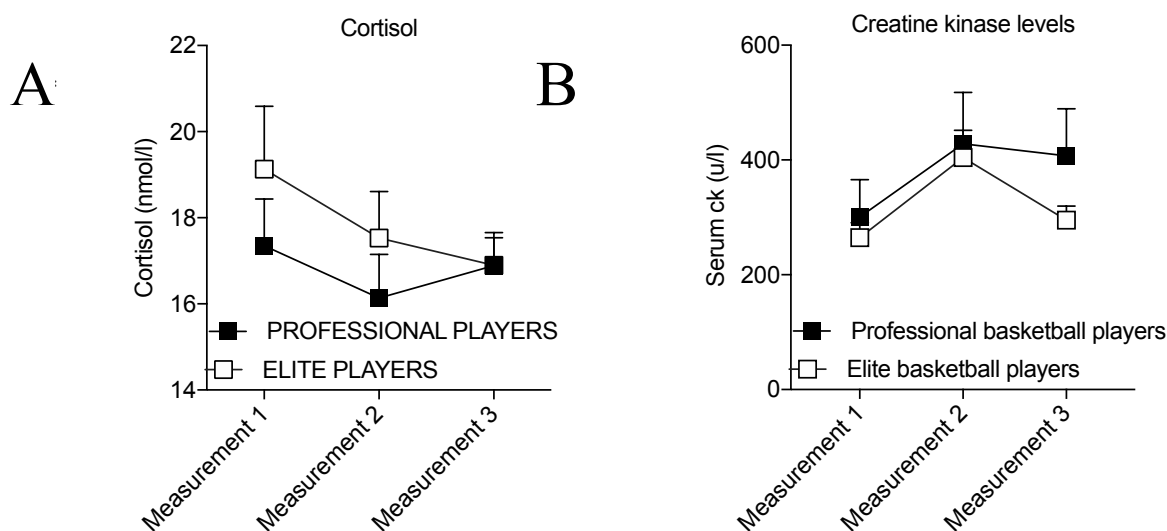 A
Cortisol
22
20
18
16
14
Cortisol (nmol/l)
PROFESSIONAL PLAYERS
ELITE PLAYERS
Measurement 1
Measurement 2
Measurement 3
B
Creatine kinase levels
600
400
200
0
Serum ck (u/l)
Professional basketball players
Elite basketball players
Measurement 1
Measurement 2
Measurement 3